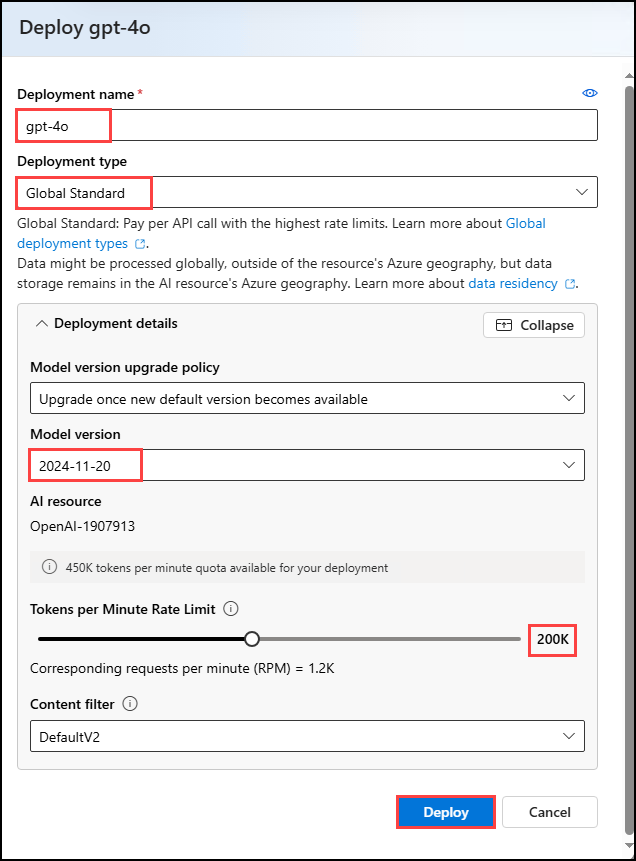 Deploy gpt-4o
Deployment name *
gpt-4o
Deployment type
Global Standard
Global Standard: Pay per API call with the highest rate limits. Learn more about Global
deployment types .
Data might be processed globally, outside of the resource's Azure geography, but data
storage remains in the AI resource's Azure geography. Learn more about data residency .
Deployment details
Collapse
Model version upgrade policy
Upgrade once new default version becomes available
Model version
2024-11-20
AI resource
OpenAI-1907913
450K tokens per minute quota available for your deployment
Tokens per Minute Rate Limit
200K
Corresponding requests per minute (RPM) = 1.2K
Content filter
DefaultV2
Deploy
Cancel